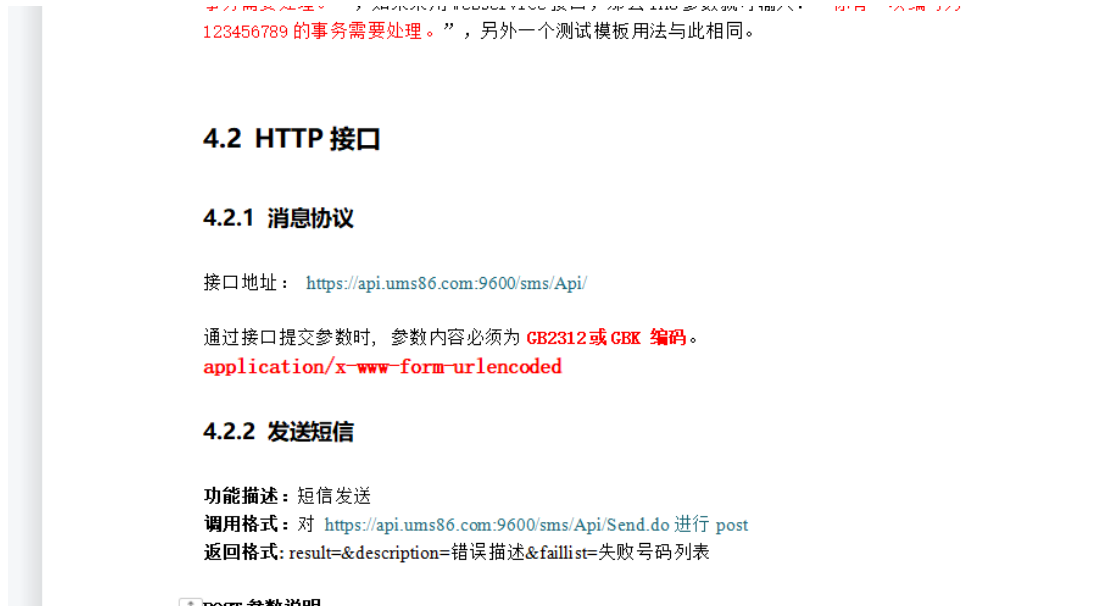 123456789 的事务需要处理。”，另外一个测试模板用法与此相同。
4.2 HTTP 接口
4.2.1 消息协议
接口地址： https://api.ums86.com:9600/sms/Api/
通过接口提交参数时，参数内容必须为 GB2312或GBK 编码。
application/x-www-form-urlencoded
4.2.2 发送短信
功能描述：短信发送
调用格式：对 https://api.ums86.com:9600/sms/Api/Send.do 进行 post
返回格式: result=&description=错误描述&faillist=失败号码列表